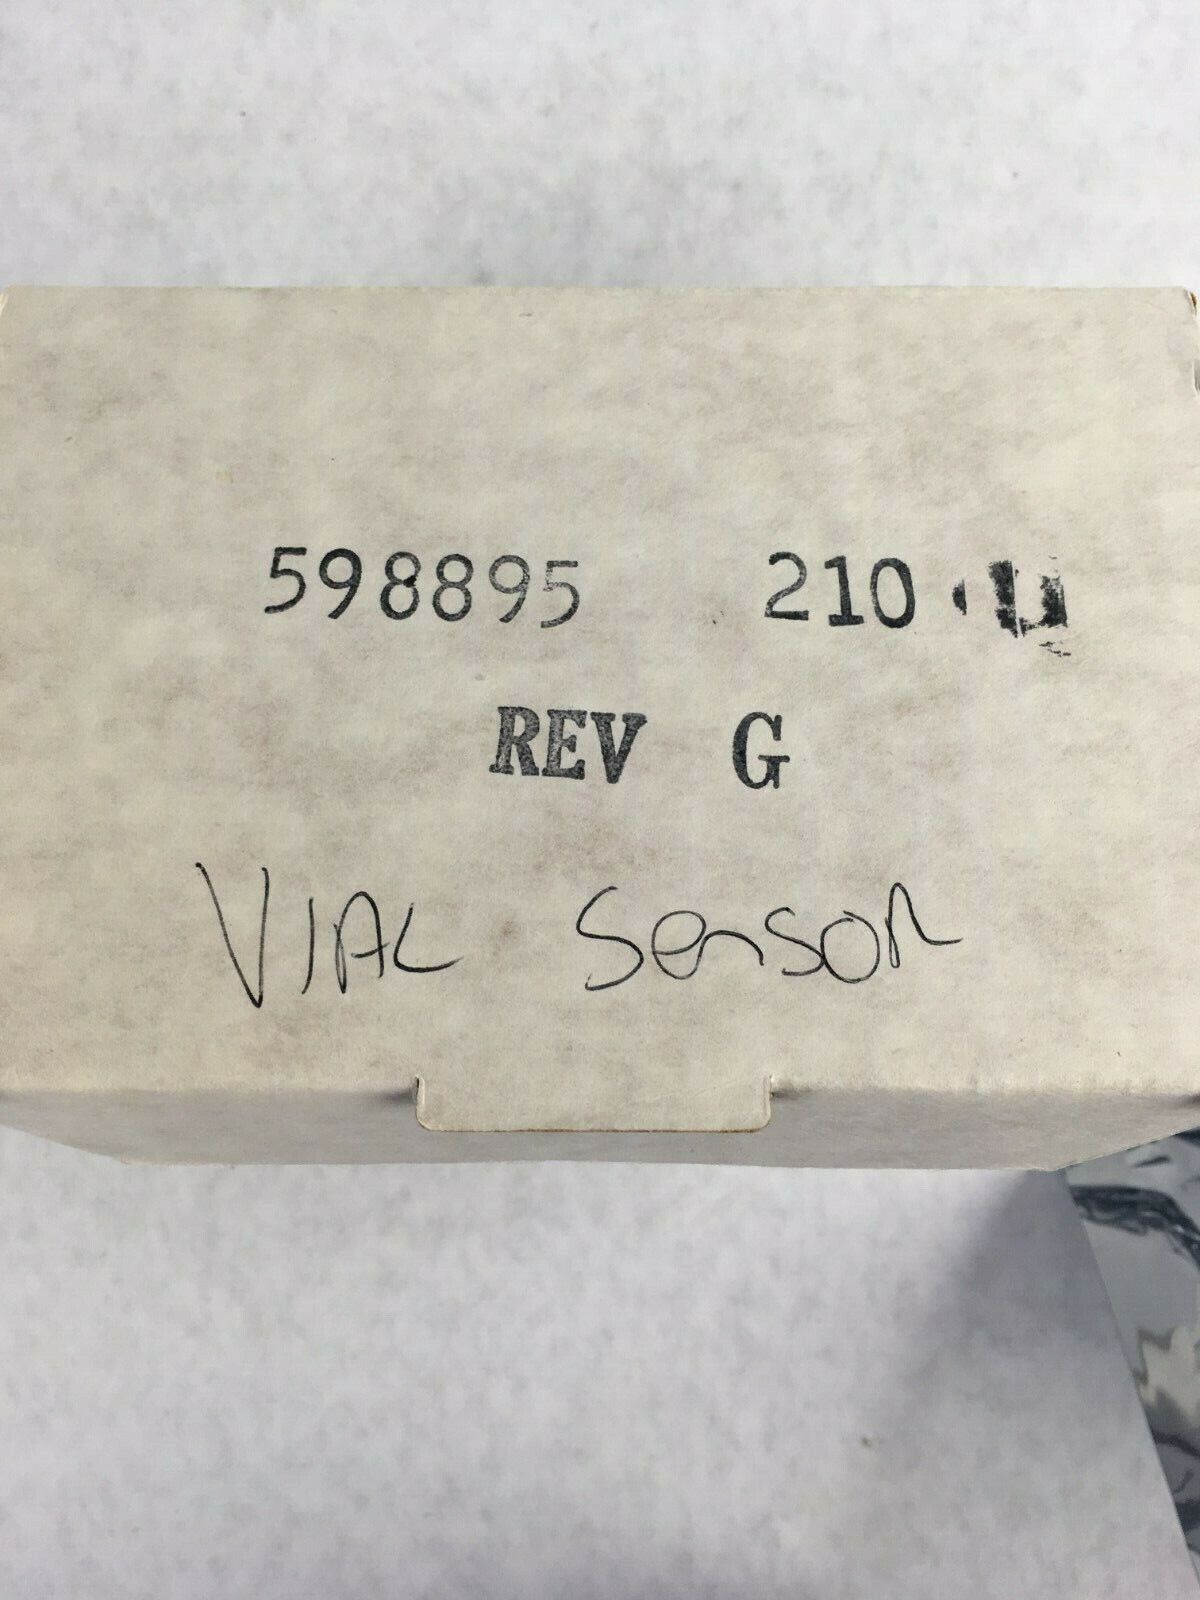 598895 210
REV G
VIAL SensoR